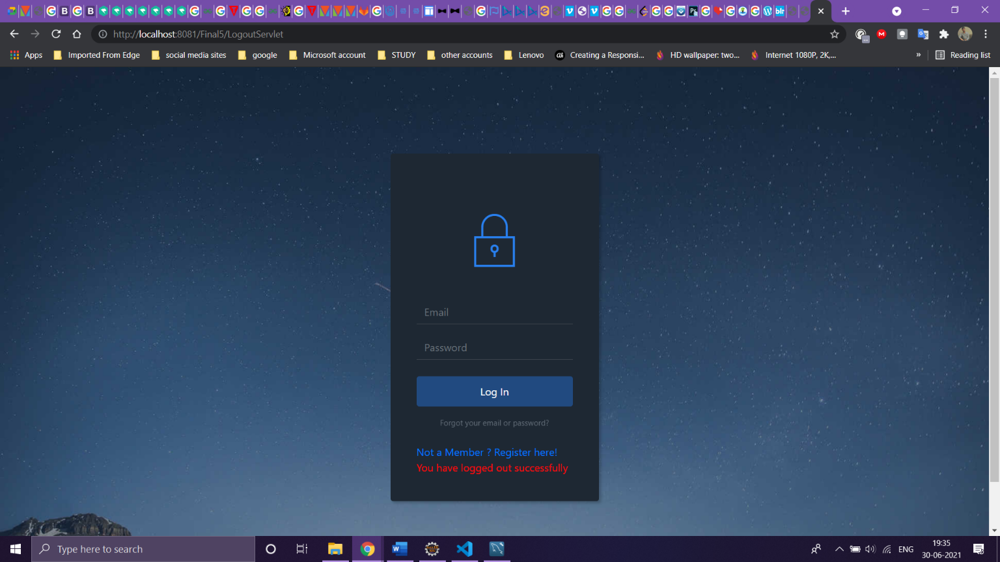 http://localhost:8081/Final5/LogoutServlet
Apps Imported From Edge social media sites google Microsoft account STUDY other accounts Lenovo Creating a Responsi... HD wallpaper: two... Internet 1080P, 2K,... » Reading list
Email
Password
Log In
Forgot your email or password?
Not a Member ? Register here!
You have logged out successfully
Type here to search
ENG
19:35
30-06-2021